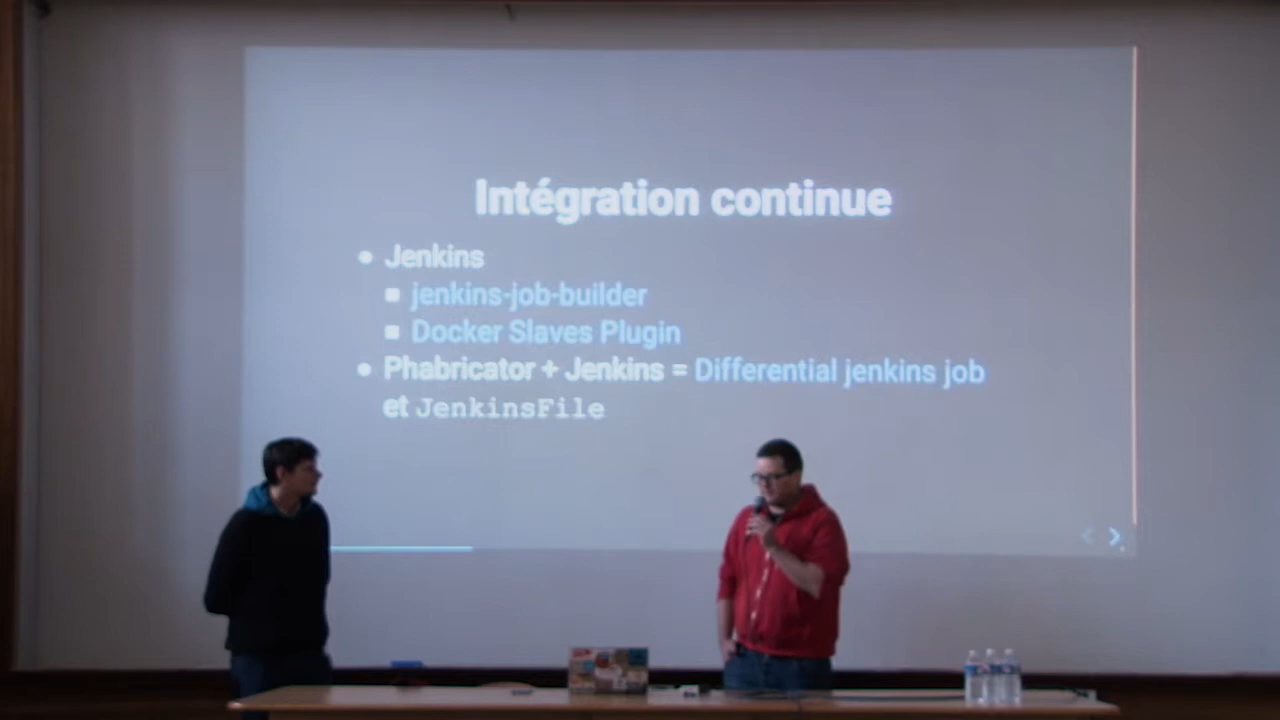 Intégration continue
Jenkins
jenkins-job-builder
Docker Slaves Plugin
Phabricator + Jenkins = Differential jenkins job
et JenkinsFile